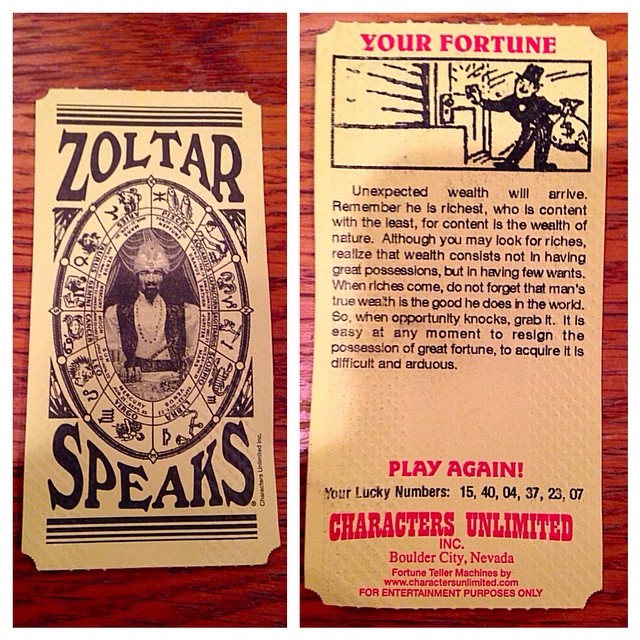 ZOLTAR
PISCES
ARIES
TAURUS
GEMINI
CANCER
VIRGO
LIBRA
MERCURY
SPEAKS
Characters Unlimited Inc.
YOUR FORTUNE
$
Unexpected wealth will arrive.
Remember he is richest, who is content
with the least, for content is the wealth of
nature. Although you may look for riches,
realize that wealth consists not in having
great possessions, but in having few wants.
When riches come, do not forget that man's
true wealth is the good he does in the world.
So, when opportunity knocks, grab it. It is
easy at any moment to resign the
possession of great fortune, to acquire it is
difficult and arduous.
PLAY AGAIN!
Your Lucky Numbers: 15, 40, 04, 37, 23, 07
CHARACTERS UNLIMITED
INC.
Boulder City, Nevada
Fortune Teller Machines by
www.charactersunlimited.com
FOR ENTERTAINMENT PURPOSES ONLY